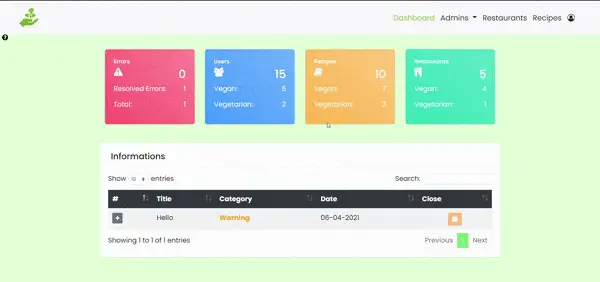 Dashboard Admins Restaurants Recipes
Errors
0
Resolved Errors: 1
Total: 1
Users
15
Vegan: 5
Vegetarian: 2
Recipes
10
Vegan: 7
Vegetarian: 3
Restaurants
5
Vegan: 4
Vegetarian: 1
Informations
Show 10 entries Search:
# Title Category Date Close
Hello Warning 06-04-2021
Showing 1 to 1 of 1 entries Previous 1 Next